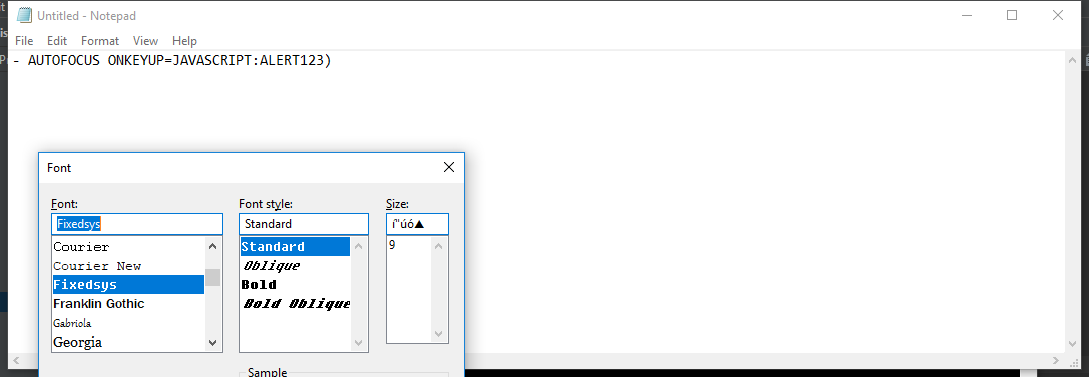 Untitled - Notepad
File Edit Format View Help
- AUTOFOCUS ONKEYUP=JAVASCRIPT:ALERT123)
Font
Font: Font style: Size:
Fixedsys Standard í"úó▲
Courier Standard 9
Courier New Oblique
Fixedsys Bold
Franklin Gothic Bold Oblique
Gabriola
Georgia
Sample